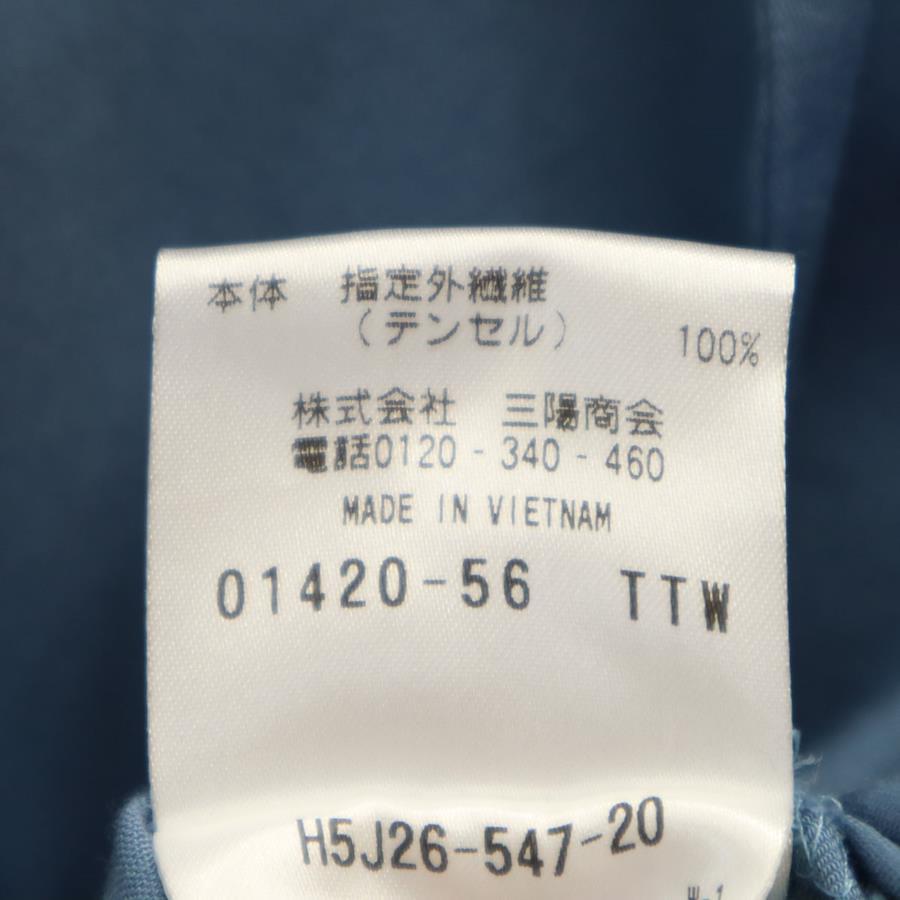 本体　指定外繊維
（テンセル）　100%
株式会社　三陽商会
電話0120 - 340 - 460
MADE IN VIETNAM
01420-56　TTW
H5J26-547-20
W-1